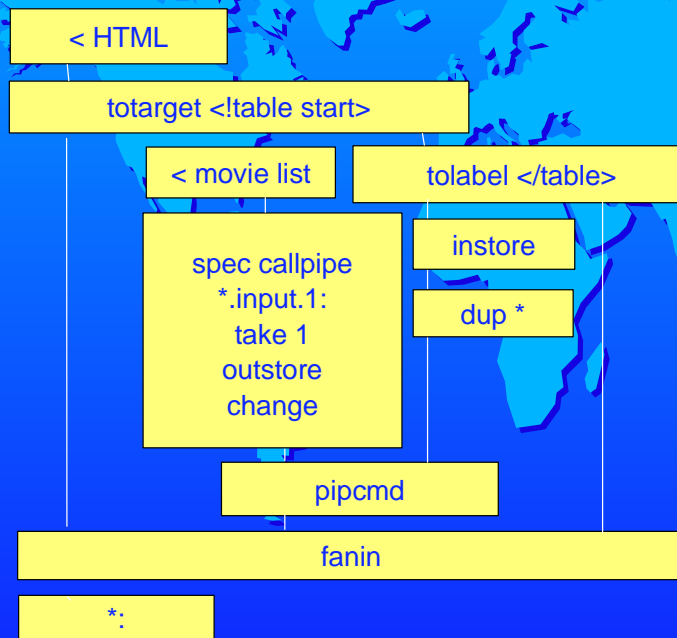 < HTML
totarget <!table start>
< movie list
tolabel </table>
spec callpipe
*.input.1:
take 1
outstore
change
instore
dup *
pipcmd
fanin
*: